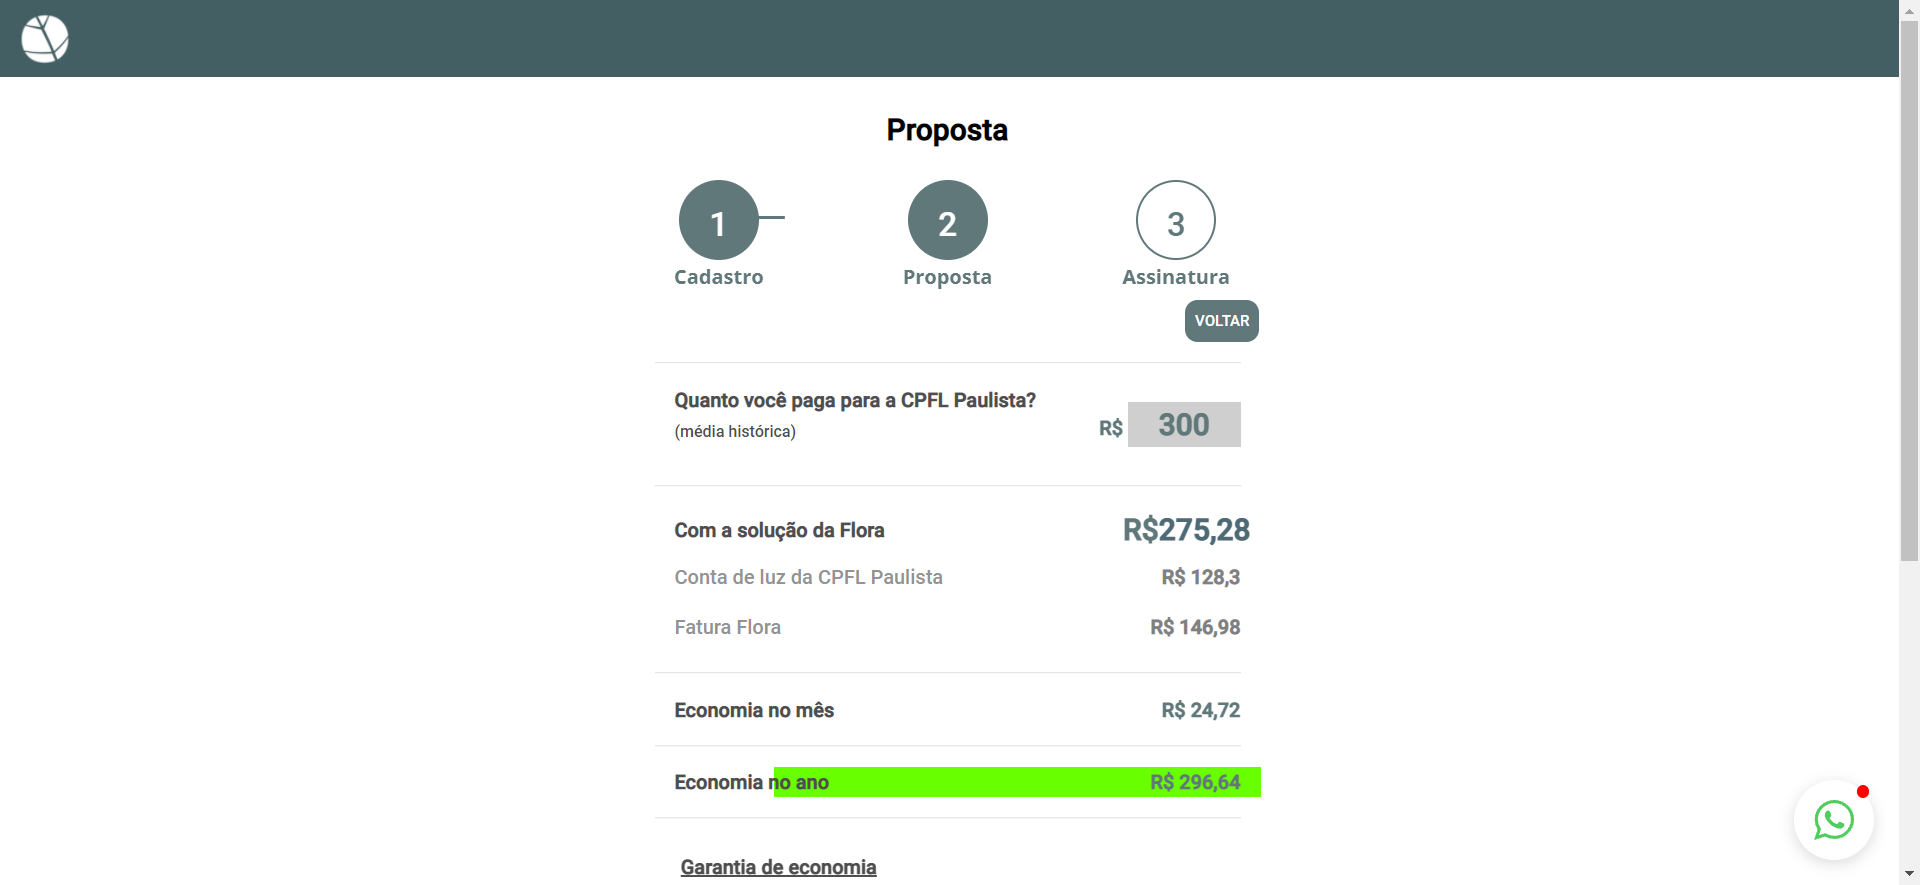 Proposta
1
2
3
Cadastro
Proposta
Assinatura
VOLTAR
Quanto você paga para a CPFL Paulista?
(média histórica)
R$ 300
Com a solução da Flora R$275,28
Conta de luz da CPFL Paulista R$ 128,3
Fatura Flora R$ 146,98
Economia no mês R$ 24,72
Economia no ano R$ 296,64
Garantia de economia